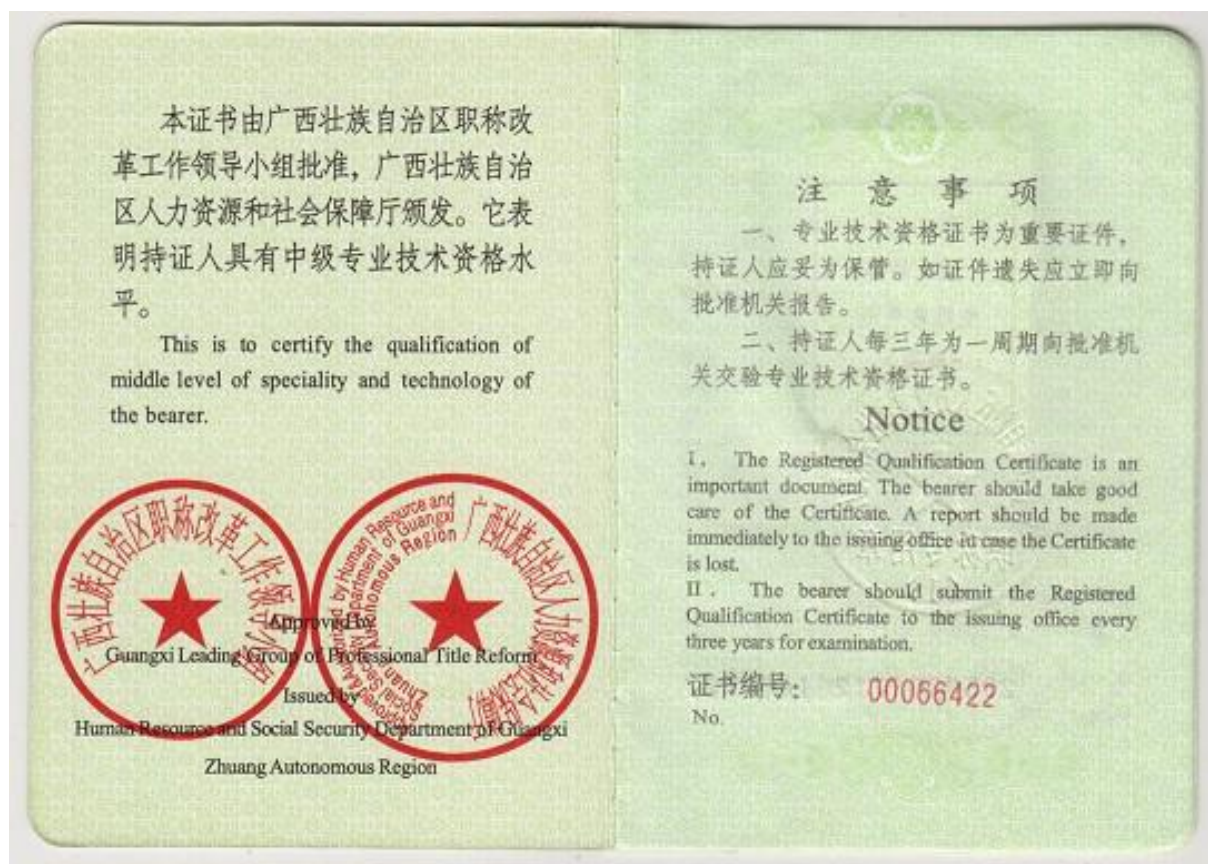 本证书由广西壮族自治区职称改
革工作领导小组批准，广西壮族自治
区人力资源和社会保障厅颁发。它表
明持证人具有中级专业技术资格水
平。
This is to certify the qualification of
middle level of speciality and technology of
the bearer.
广西壮族自治区职称改革工作领导小组
广西壮族自治区人力资源和社会保障厅
Approved by
Guangxi Leading Group of Professional Title Reform
Issued by
Human Resource and Social Security Department of Guangxi
Zhuang Autonomous Region
注意事项
一、专业技术资格证书为重要证件，
持证人应妥为保管。如证件遗失应立即向
批准机关报告。
二、持证人每三年为一周期向批准机
关交验专业技术资格证书。
Notice
I. The Registered Qualification Certificate is an
important document. The bearer should take good
care of the Certificate. A report should be made
immediately to the issuing office in case the Certificate
is lost.
II. The bearer should submit the Registered
Qualification Certificate to the issuing office every
three years for examination.
证书编号： 00066422
No.